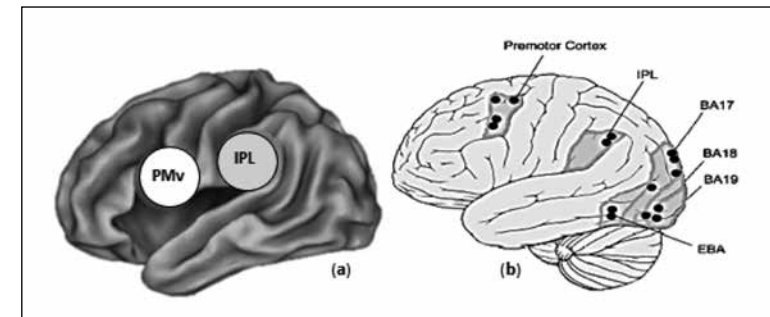 PMv
IPL
(a)
Premotor Cortex
IPL
BA17
BA18
BA19
EBA
(b)